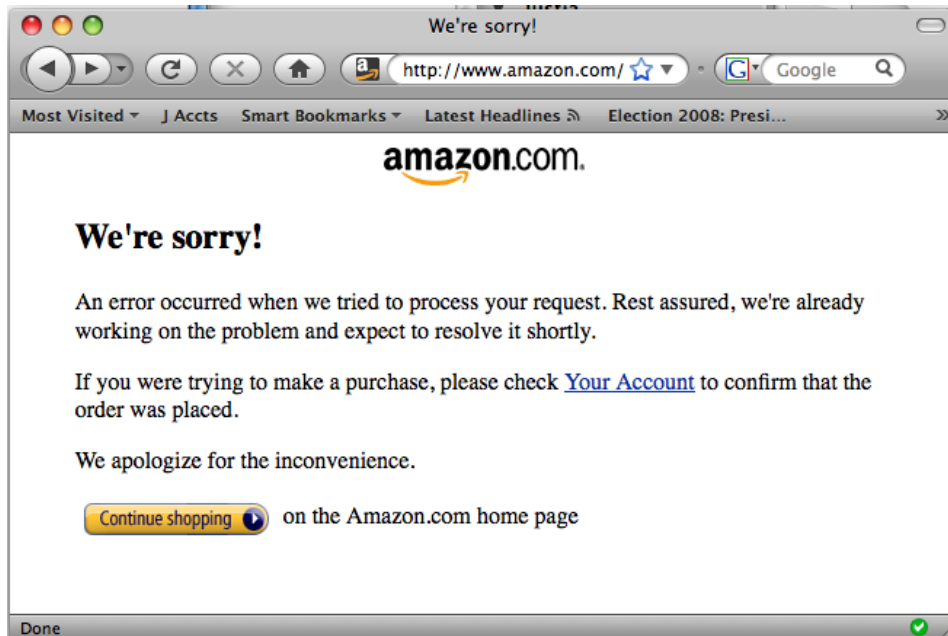 We're sorry!
http://www.amazon.com/
Google
Most Visited J Accts Smart Bookmarks Latest Headlines Election 2008: Presi...
amazon.com.
We're sorry!
An error occurred when we tried to process your request. Rest assured, we're already
working on the problem and expect to resolve it shortly.
If you were trying to make a purchase, please check Your Account to confirm that the
order was placed.
We apologize for the inconvenience.
Continue shopping on the Amazon.com home page
Done